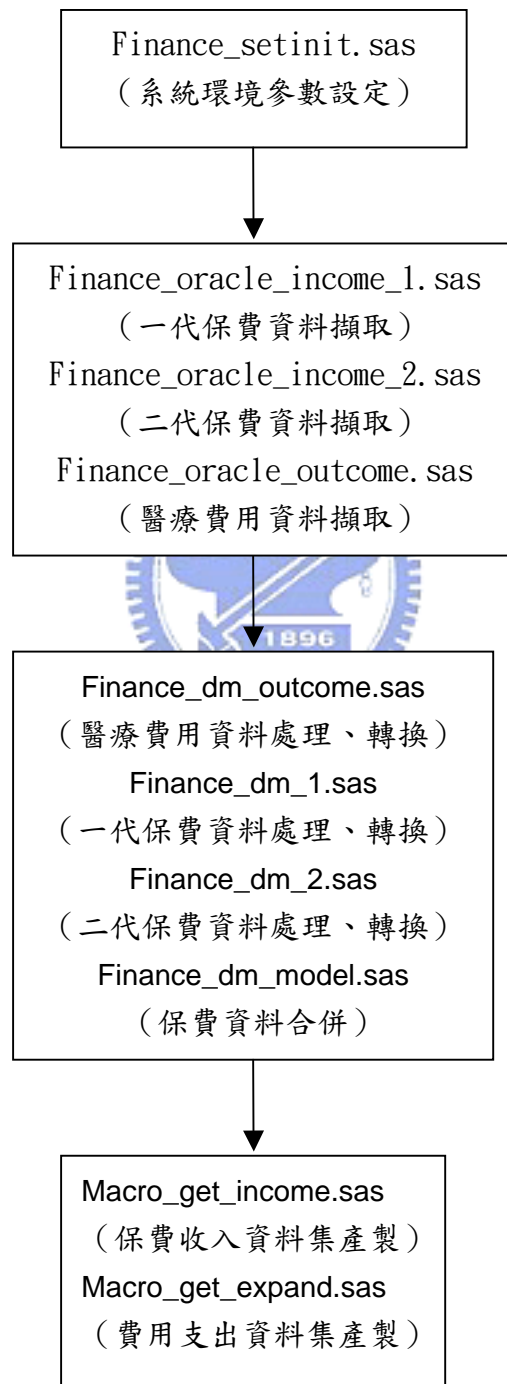 Finance_setinit.sas
（系統環境參數設定）
Finance_oracle_income_1.sas
（一代保費資料擷取）
Finance_oracle_income_2.sas
（二代保費資料擷取）
Finance_oracle_outcome.sas
（醫療費用資料擷取）
1896
Finance_dm_outcome.sas
（醫療費用資料處理、轉換）
Finance_dm_1.sas
（一代保費資料處理、轉換）
Finance_dm_2.sas
（二代保費資料處理、轉換）
Finance_dm_model.sas
（保費資料合併）
Macro_get_income.sas
（保費收入資料集產製）
Macro_get_expand.sas
（費用支出資料集產製）